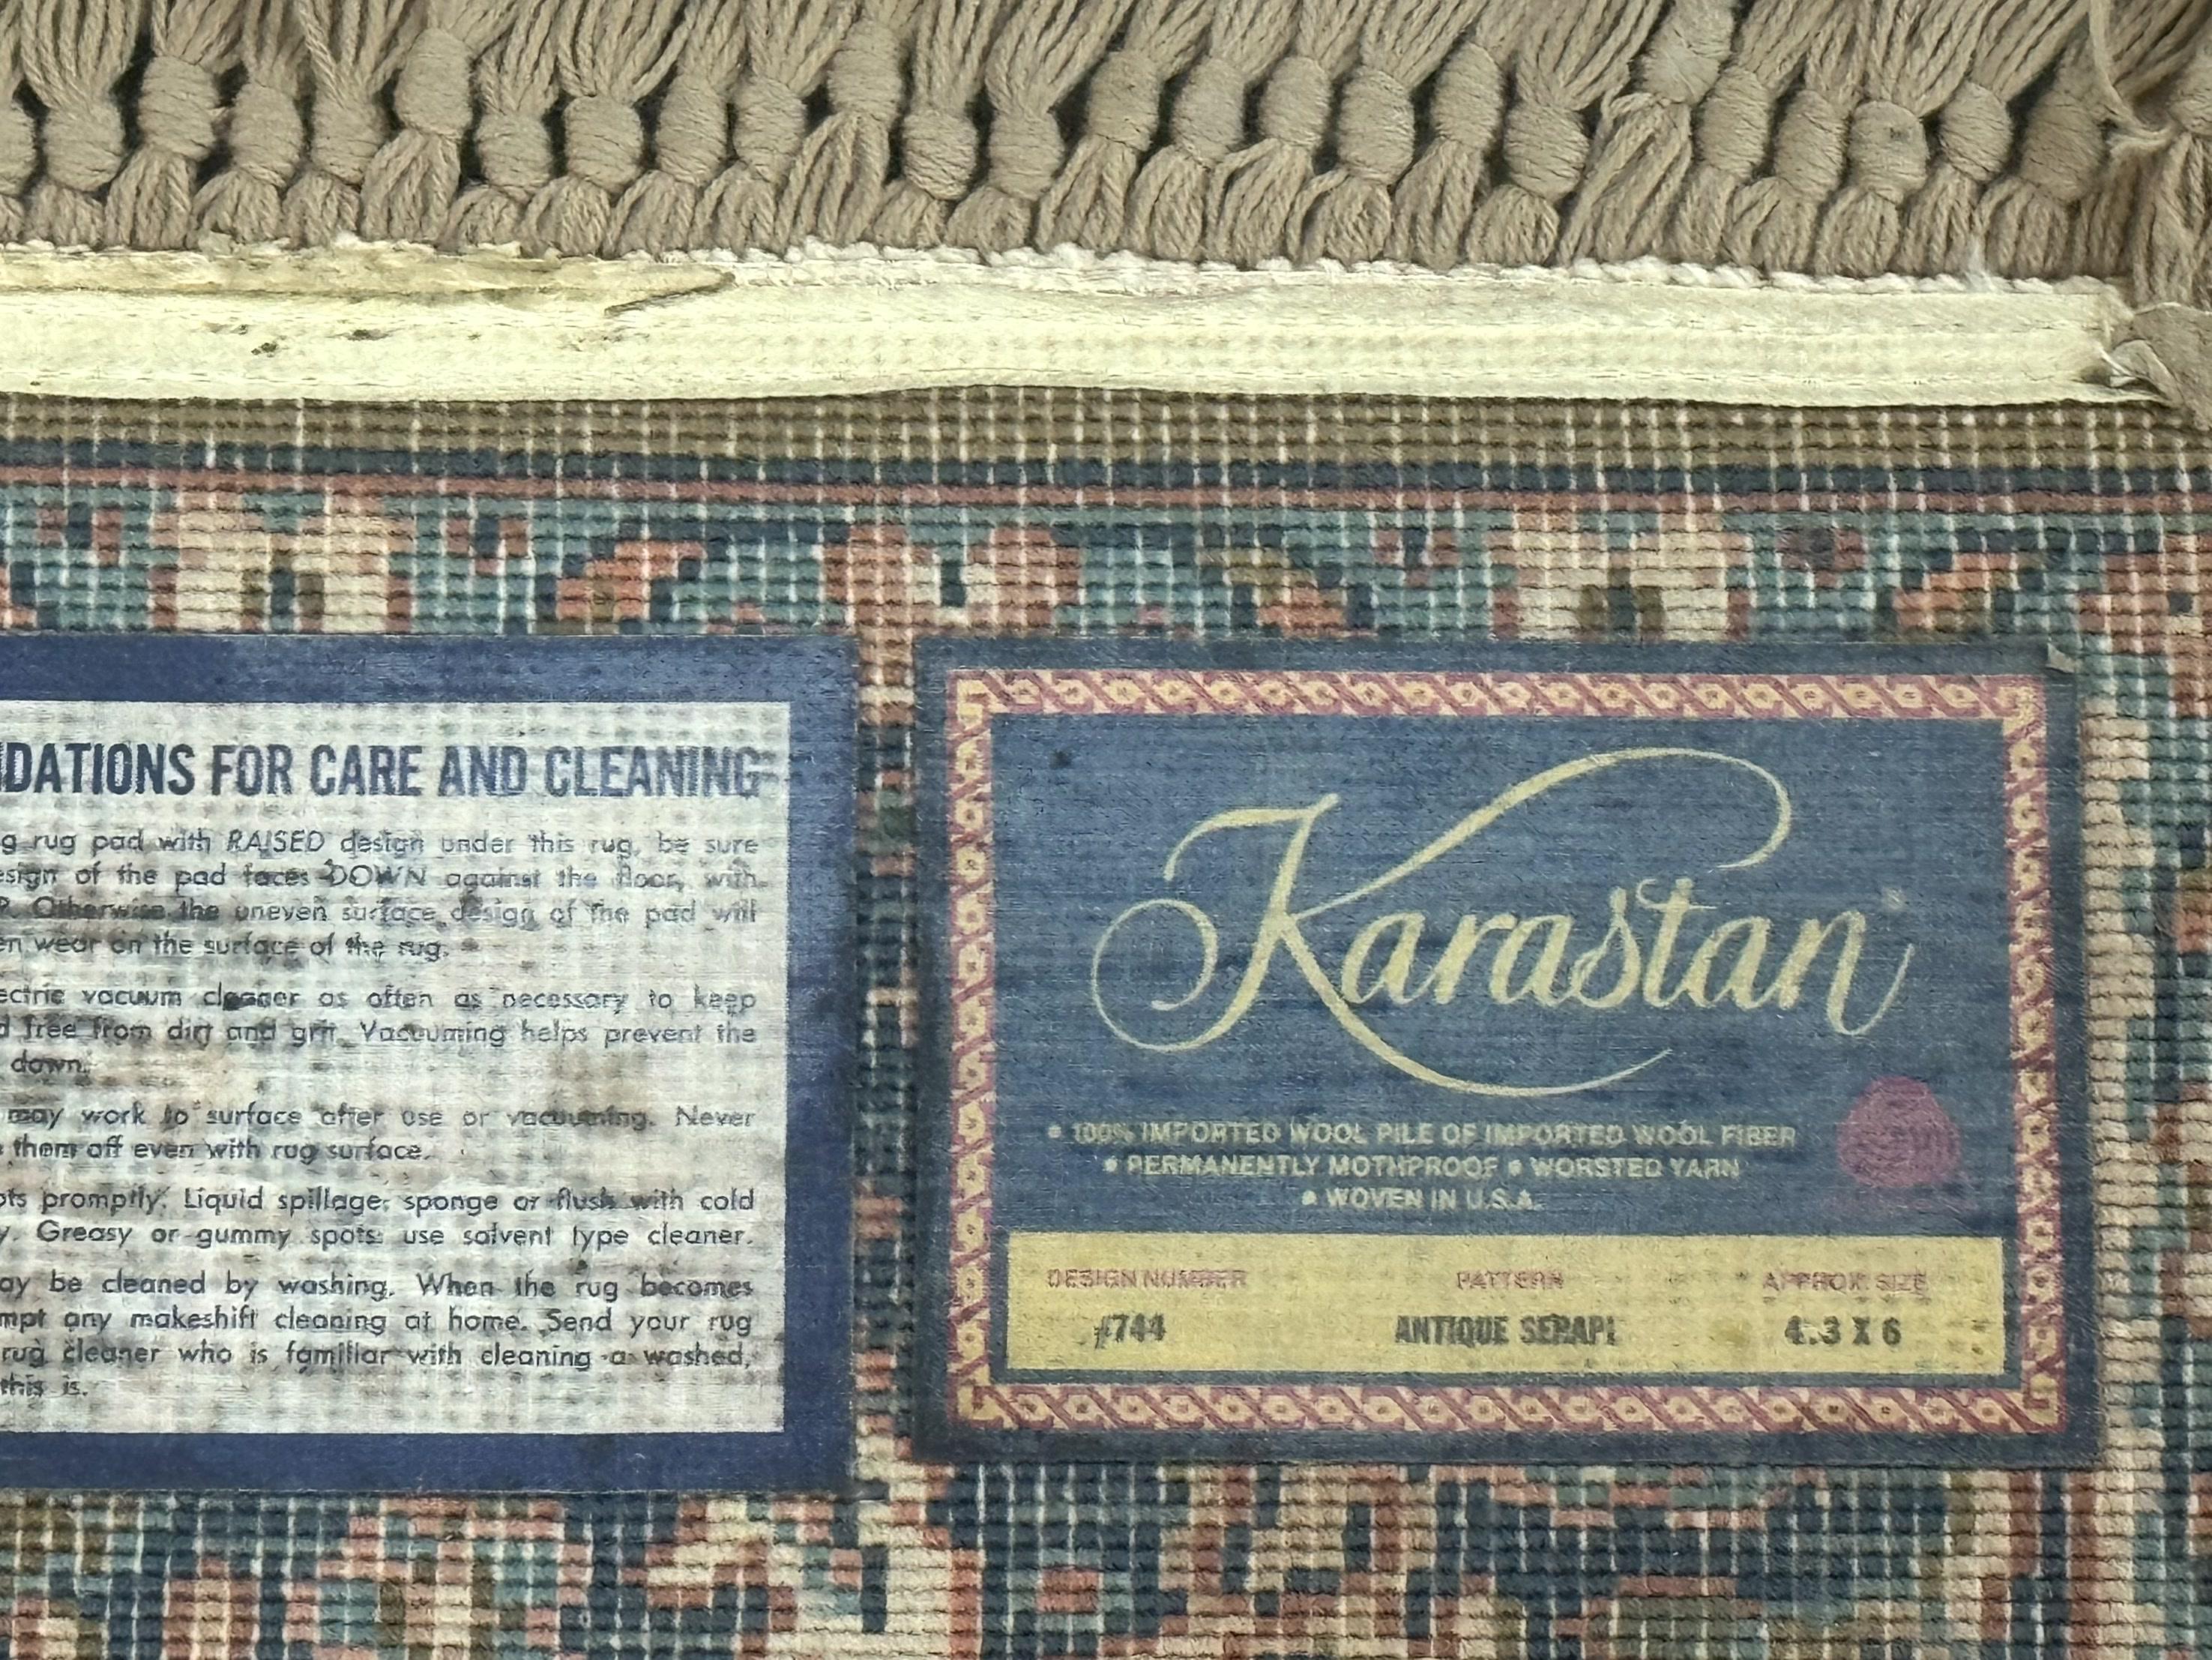 DATIONS FOR CARE AND CLEANING
g rug pad with RAISED design under this rug, be sure
esign of the pad faces DOWN against the floor, with
P. Otherwise the uneven surface design of the pad will
en wear on the surface of the rug.
ectric vacuum cleaner as often as necessary to keep
d free from dirt and grit. Vacuuming helps prevent the
down.
may work to surface after use or vacuuming. Never
them off even with rug surface.
ots promptly. Liquid spillage: sponge or flush with cold
y. Greasy or gummy spots: use solvent type cleaner.
ay be cleaned by washing. When the rug becomes
mpt any makeshift cleaning at home. Send your rug
rug cleaner who is familiar with cleaning a washed,
this is.
Karastan
• 100% IMPORTED WOOL PILE OF IMPORTED WOOL FIBER
• PERMANENTLY MOTHPROOF • WORSTED YARN
• WOVEN IN U.S.A.
DESIGN NUMBER PATTERN APPROX. SIZE
#744 ANTIQUE SERAPI 4.3 X 6